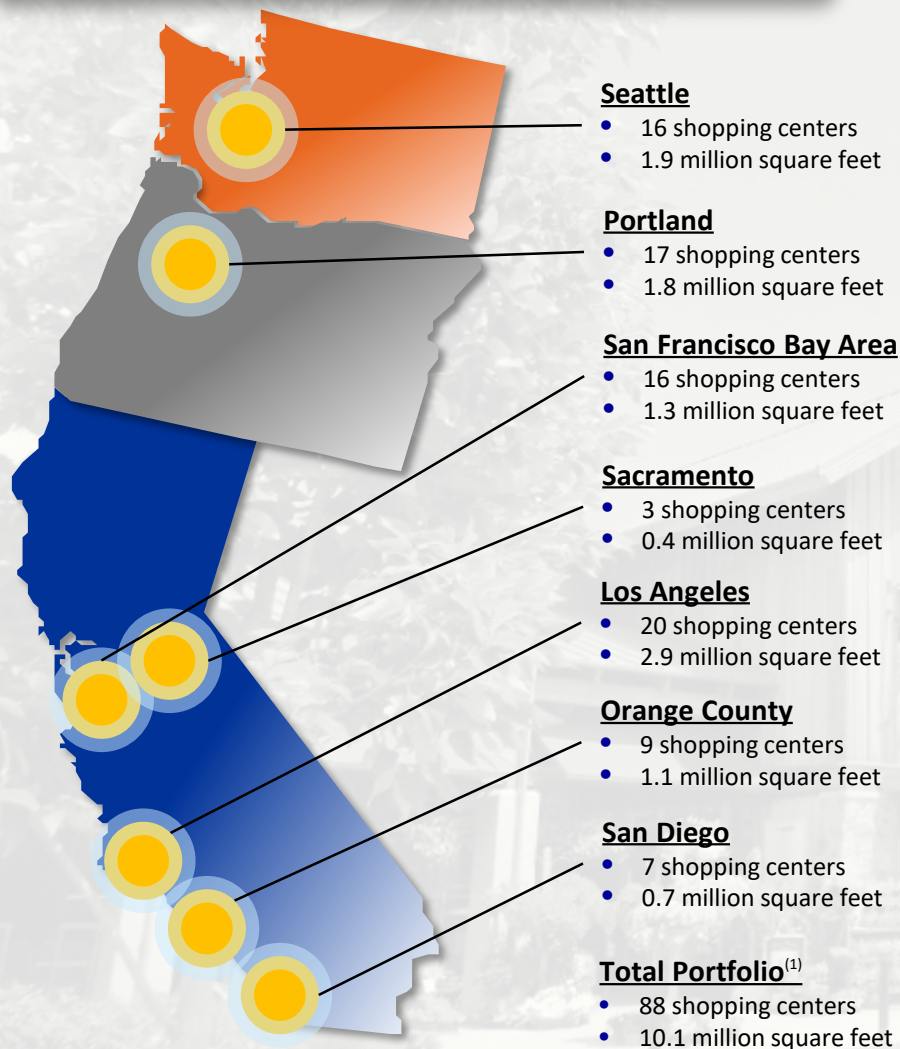 Seattle
• 16 shopping centers
• 1.9 million square feet
Portland
• 17 shopping centers
• 1.8 million square feet
San Francisco Bay Area
• 16 shopping centers
• 1.3 million square feet
Sacramento
• 3 shopping centers
• 0.4 million square feet
Los Angeles
• 20 shopping centers
• 2.9 million square feet
Orange County
• 9 shopping centers
• 1.1 million square feet
San Diego
• 7 shopping centers
• 0.7 million square feet
Total Portfolio(1)
• 88 shopping centers
• 10.1 million square feet